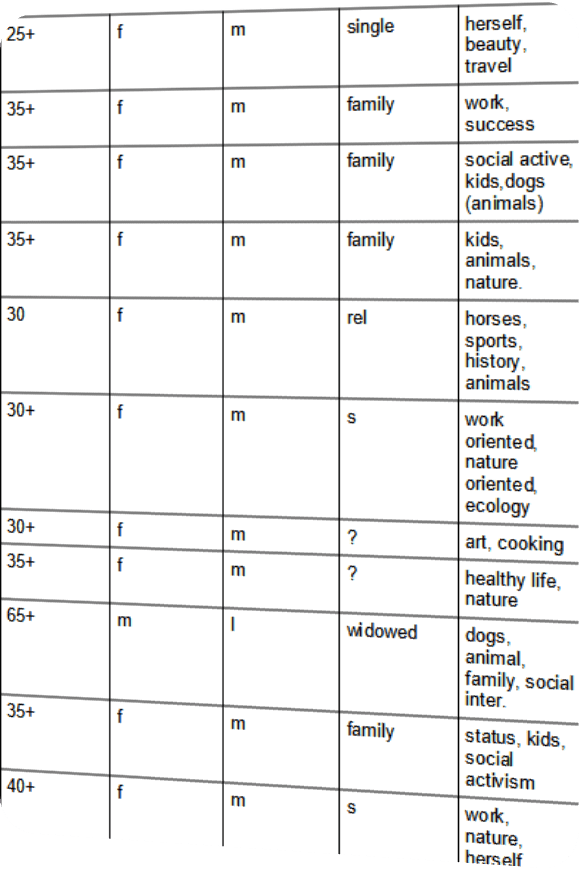 25+ f m single herself,
beauty,
travel
35+ f m family work,
success
35+ f m family social active,
kids,dogs
(animals)
35+ f m family kids,
animals,
nature.
30 f m rel horses,
sports,
history,
animals
30+ f m s work
oriented,
nature
oriented,
ecology
30+ f m ? art, cooking
35+ f m ? healthy life,
nature
65+ m l widowed dogs,
animal,
family, social
inter.
35+ f m family status, kids,
social
activism
40+ f m s work,
nature,
herself